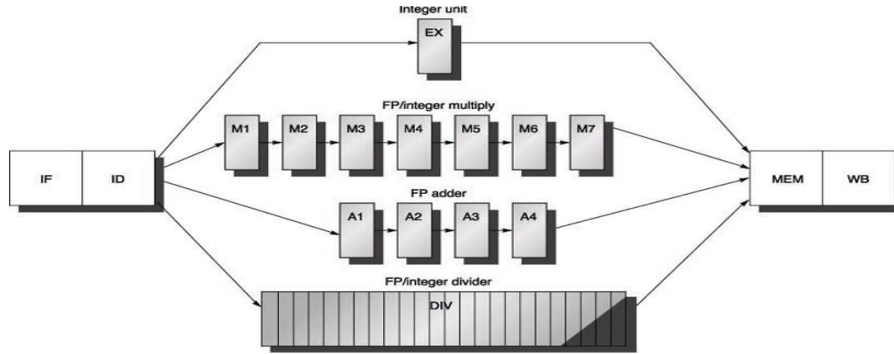 Integer unit
EX
FP/integer multiply
M1 M2 M3 M4 M5 M6 M7
IF ID MEM WB
FP adder
A1 A2 A3 A4
FP/integer divider
DIV